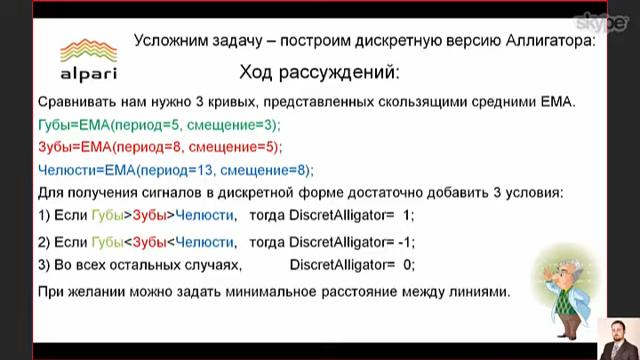 skype
Усложним задачу – построим дискретную версию Аллигатора:
alpari
Ход рассуждений:
Сравнивать нам нужно 3 кривых, представленных скользящими средними EMA.
Губы=EMA(период=5, смещение=3);
Зубы=EMA(период=8, смещение=5);
Челюсти=EMA(период=13, смещение=8);
Для получения сигналов в дискретной форме достаточно добавить 3 условия:
1) Если Губы>Зубы>Челюсти, тогда DiscretAlligator= 1;
2) Если Губы<Зубы<Челюсти, тогда DiscretAlligator= -1;
3) Во всех остальных случаях, DiscretAlligator= 0;
При желании можно задать минимальное расстояние между линиями.